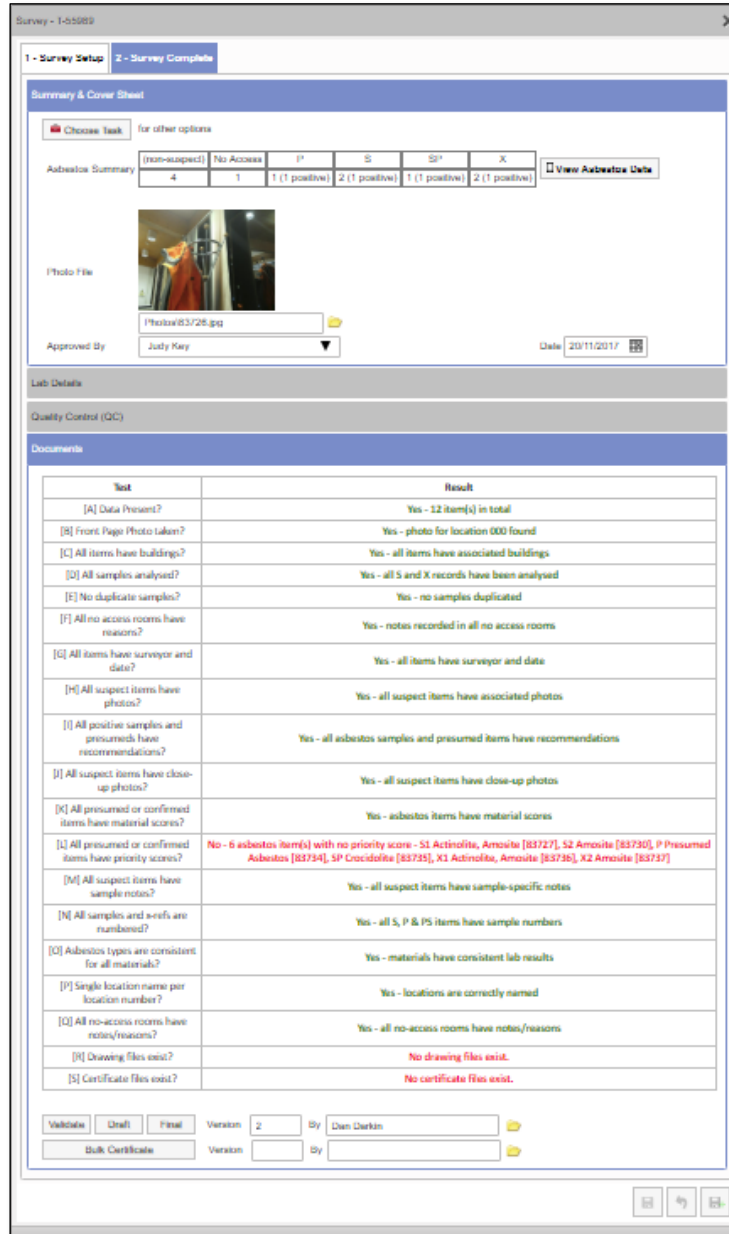 Survey - 1-55989
1 - Survey Setup 2 - Survey Complete
Summary & Cover Sheet
Choose Task for other options
Asbestos Summary
(non-suspect) No Access P S SP X
4 1 1 (1 positive) 2 (1 positive) 1 (1 positive) 2 (1 positive)
View Asbestos Data
Photo File
Photos\83726.jpg
Approved By Judy Key Date 20/11/2017
Lab Details
Quality Control (QC)
Documents
Test Result
[A] Data Present? Yes - 12 item(s) in total
[B] Front Page Photo taken? Yes - photo for location 000 found
[C] All items have buildings? Yes - all items have associated buildings
[D] All samples analysed? Yes - all S and X records have been analysed
[E] No duplicate samples? Yes - no samples duplicated
[F] All no access rooms have
reasons?
Yes - notes recorded in all no access rooms
[G] All items have surveyor and
date?
Yes - all items have surveyor and date
[H] All suspect items have
photos?
Yes - all suspect items have associated photos
[I] All positive samples and
presumeds have
recommendations?
Yes - all asbestos samples and presumed items have recommendations
[J] All suspect items have close-
up photos?
Yes - all suspect items have close-up photos
[K] All presumed or confirmed
items have material scores?
Yes - asbestos items have material scores
[L] All presumed or confirmed
items have priority scores?
No - 6 asbestos item(s) with no priority score - S1 Actinolite, Amosite [83727], S2 Amosite [83730], P Presumed
Asbestos [83734], SP Crocidolite [83735], X1 Actinolite, Amosite [83736], X2 Amosite [83737]
[M] All suspect items have
sample notes?
Yes - all suspect items have sample-specific notes
[N] All samples and x-refs are
numbered?
Yes - all S, P & PS items have sample numbers
[O] Asbestos types are consistent
for all materials?
Yes - materials have consistent lab results
[P] Single location name per
location number?
Yes - locations are correctly named
[Q] All no-access rooms have
notes/reasons?
Yes - all no-access rooms have notes/reasons
[R] Drawing files exist? No drawing files exist.
[S] Certificate files exist? No certificate files exist.
Validate Draft Final Version 2 By Dan Darkin
Bulk Certificate Version By